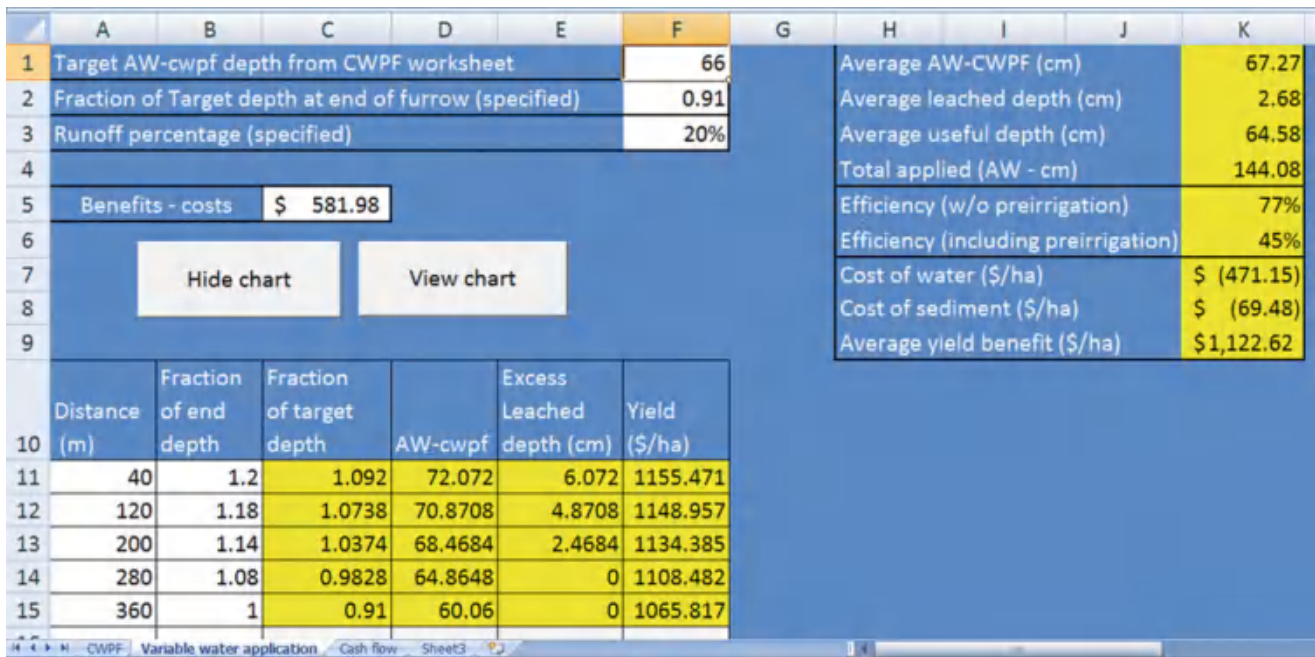 A B C D E F G H I J K
1 Target AW-cwpf depth from CWPF worksheet 66 Average AW-CWPF (cm) 67.27
2 Fraction of Target depth at end of furrow (specified) 0.91 Average leached depth (cm) 2.68
3 Runoff percentage (specified) 20% Average useful depth (cm) 64.58
4 Total applied (AW - cm) 144.08
5 Benefits - costs $ 581.98 Efficiency (w/o preirrigation) 77%
6 Efficiency (including preirrigation) 45%
7 Hide chart View chart Cost of water ($/ha) $ (471.15)
8 Cost of sediment ($/ha) $ (69.48)
9 Average yield benefit ($/ha) $1,122.62
Fraction Fraction Excess
Distance of end of target Leached Yield
10 (m) depth depth AW-cwpf depth (cm) ($/ha)
11 40 1.2 1.092 72.072 6.072 1155.471
12 120 1.18 1.0738 70.8708 4.8708 1148.957
13 200 1.14 1.0374 68.4684 2.4684 1134.385
14 280 1.08 0.9828 64.8648 0 1108.482
15 360 1 0.91 60.06 0 1065.817
CWPF Variable water application Cash flow Sheet3